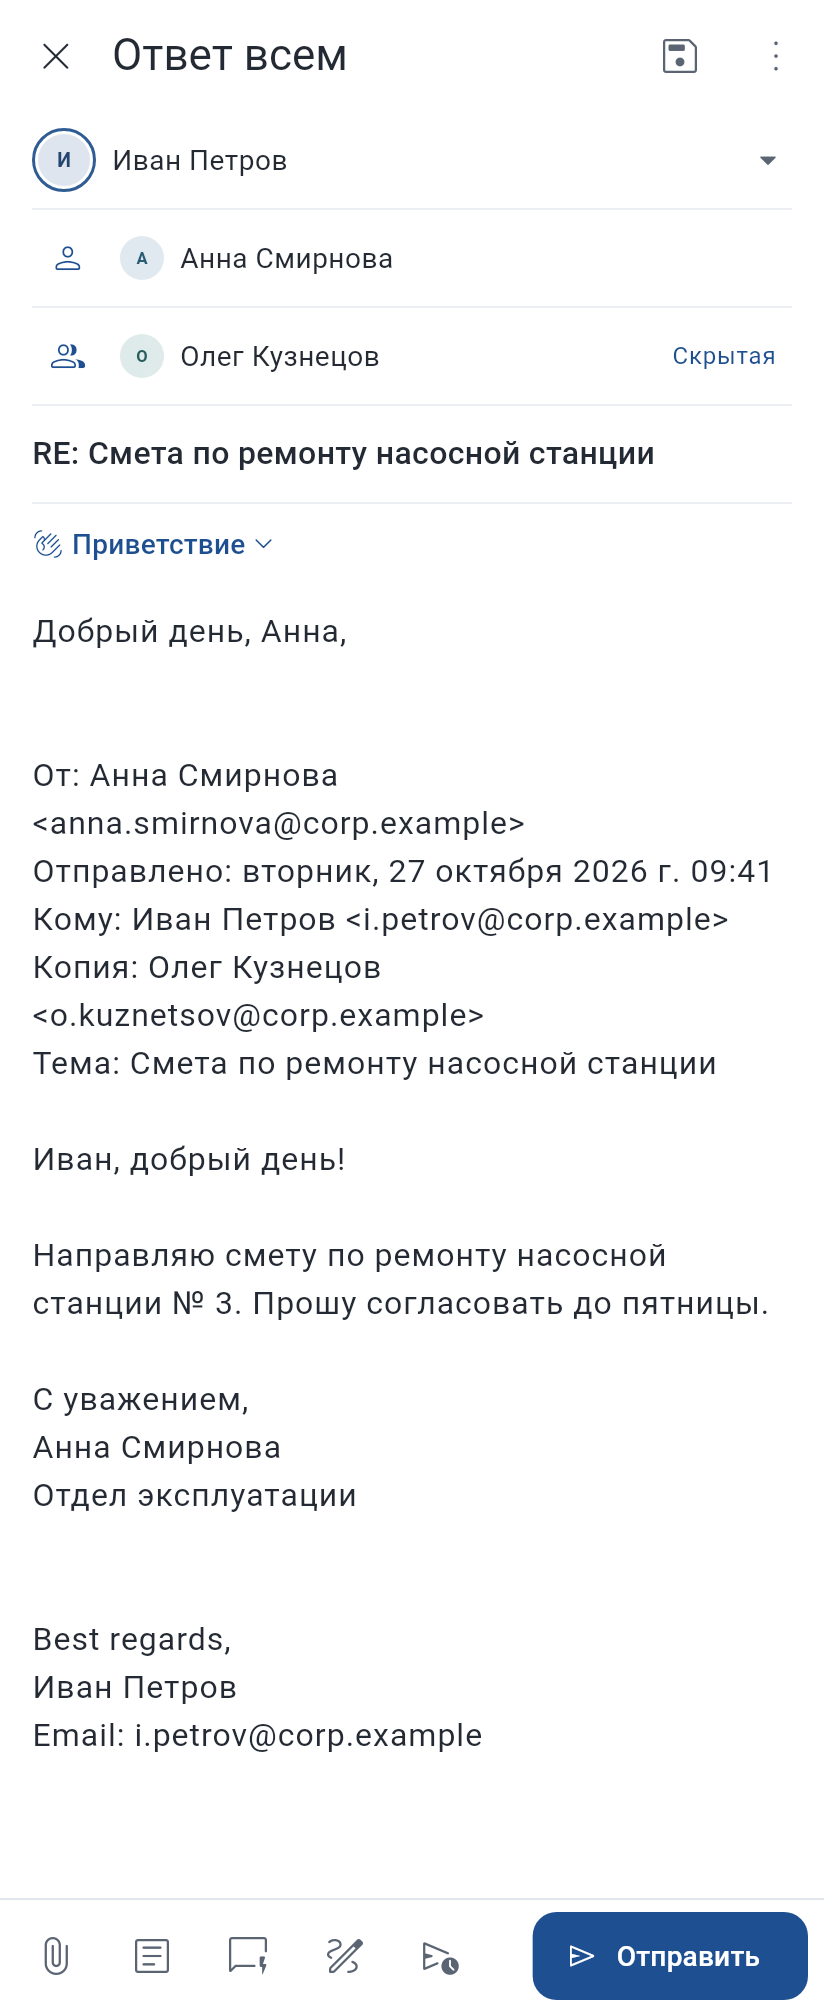 Ответ всем
И Иван Петров
А Анна Смирнова
О Олег Кузнецов Скрытая
RE: Смета по ремонту насосной станции
Приветствие
Добрый день, Анна,
От: Анна Смирнова
<anna.smirnova@corp.example>
Отправлено: вторник, 27 октября 2026 г. 09:41
Кому: Иван Петров <i.petrov@corp.example>
Копия: Олег Кузнецов
<o.kuznetsov@corp.example>
Тема: Смета по ремонту насосной станции
Иван, добрый день!
Направляю смету по ремонту насосной
станции № 3. Прошу согласовать до пятницы.
С уважением,
Анна Смирнова
Отдел эксплуатации
Best regards,
Иван Петров
Email: i.petrov@corp.example
Отправить